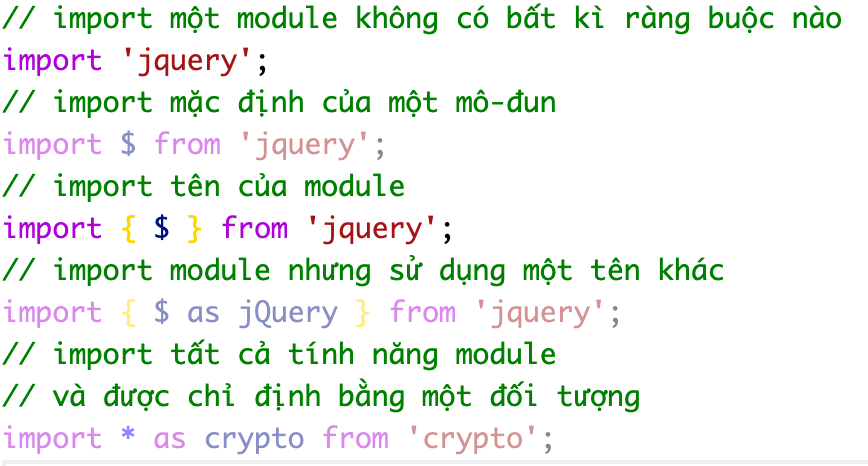 // import một module không có bất kì ràng buộc nào
import 'jquery';
// import mặc định của một mô-đun
import $ from 'jquery';
// import tên của module
import { $ } from 'jquery';
// import module nhưng sử dụng một tên khác
import { $ as jQuery } from 'jquery';
// import tất cả tính năng module
// và được chỉ định bằng một đối tượng
import * as crypto from 'crypto';